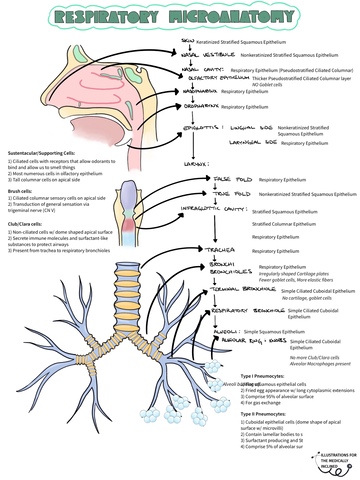 RESPIRATORY MICROANATOMY
SKIN Keratinized Stratified Squamous Epithelium
NASAL VESTIBULE Nonkeratinized Stratified Squamous Epithelium
NASAL CAVITY: Respiratory Epithelium (Pseudostratified Ciliated Columnar)
OLFACTORY EPITHELIUM Thicker Pseudostratified Ciliated Columnar layer
NO Goblet cells
NASOPHARYNX Respiratory Epithelium
OROPHARYNX Respiratory Epithelium
EPIGLOTTIS: LINGUAL SIDE Nonkeratinized Stratified
Squamous Epithelium
LARYNGEAL SIDE Respiratory Epithelium
LARYNX:
FALSE FOLD Respiratory Epithelium
TRUE FOLD Nonkeratinized Stratified Squamous Epithelium
INFRAGLOTTIC CAVITY: Stratified Squamous Epithelium
Stratified Columnar Epithelium
Respiratory Epithelium
TRACHEA Respiratory Epithelium
BRONCHI Respiratory Epithelium
BRONCHIOLES Irregularly shaped Cartilage plates
Fewer goblet cells, More elastic fibers
TERMINAL BRONCHIOLE Simple Ciliated Cuboidal Epithelium
No cartilage, goblet cells
RESPIRATORY BRONCHIOLE Simple Ciliated Cuboidal
Epithelium
ALVEOLI: Simple Squamous Epithelium
ALVEOLAR RING + DUCTS Simple Ciliated Cuboidal
Epithelium
No more Club/Clara cells
Alveolar Macrophages present
Sustentacular/Supporting Cells:
1) Ciliated cells with receptors that allow odorants to
bind and allow us to smell things
2) Most numerous cells in olfactory epithelium
3) Tall columnar cells on apical side
Brush cells:
1) Ciliated columnar sensory cells on apical side
2) Transduction of general sensation via
trigeminal nerve (CN V)
Club/Clara cells:
1) Non-ciliated cells w/ dome shaped apical surface
2) Secrete immune molecules and surfactant-like
substances to protect airways.
3) Present from trachea to respiratory bronchioles
Type I Pneumocytes:
squamous epithelial cells
2) Fried egg appearance w/ long cytoplasmic extensions
3) Comprise 95% of alveolar surface
4) For gas exchange
Type II Pneumocytes:
1) Cuboidal epithelial cells (dome shape of apical
surface w/ microvilli)
2) Contain lamellar bodies to s
3) Surfactant producing and St
4) Comprise 5% of alveolar sur
ILLUSTRATIONS FOR
THE MEDICALLY
INCLINED